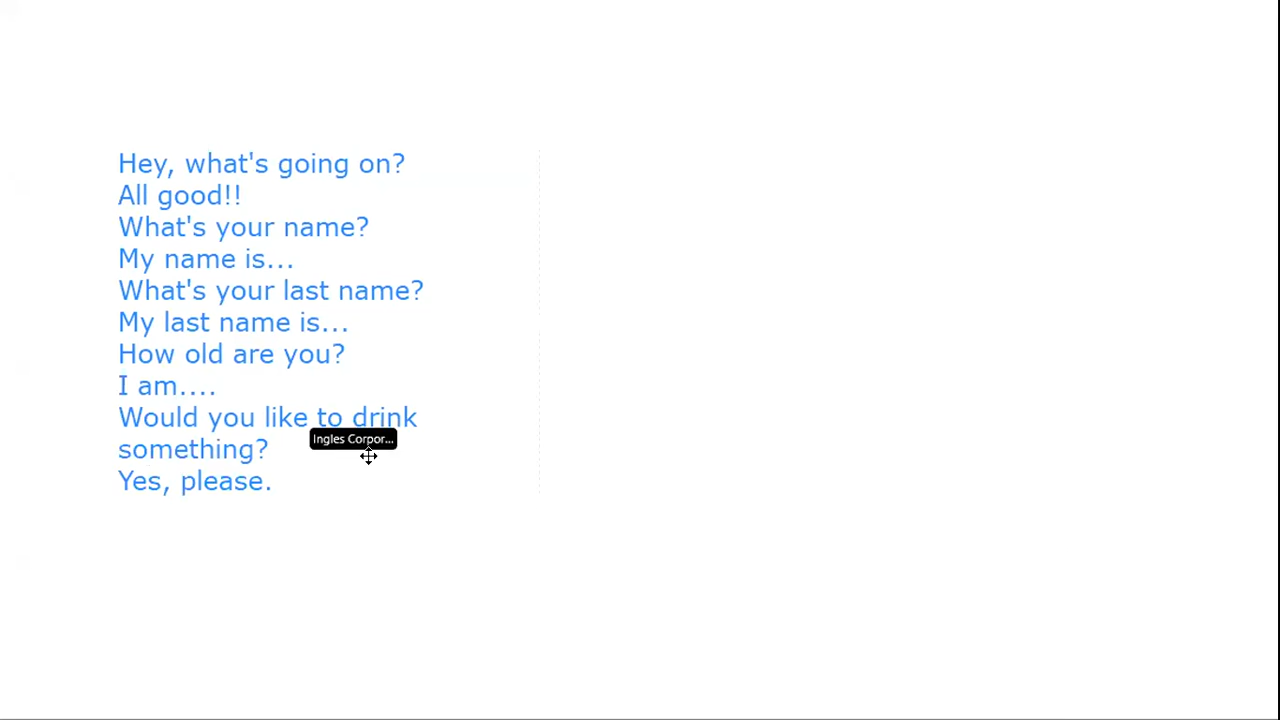 Hey, what's going on?
All good!!
What's your name?
My name is...
What's your last name?
My last name is...
How old are you?
I am....
Would you like to drink
something?
Ingles Corpor...
Yes, please.